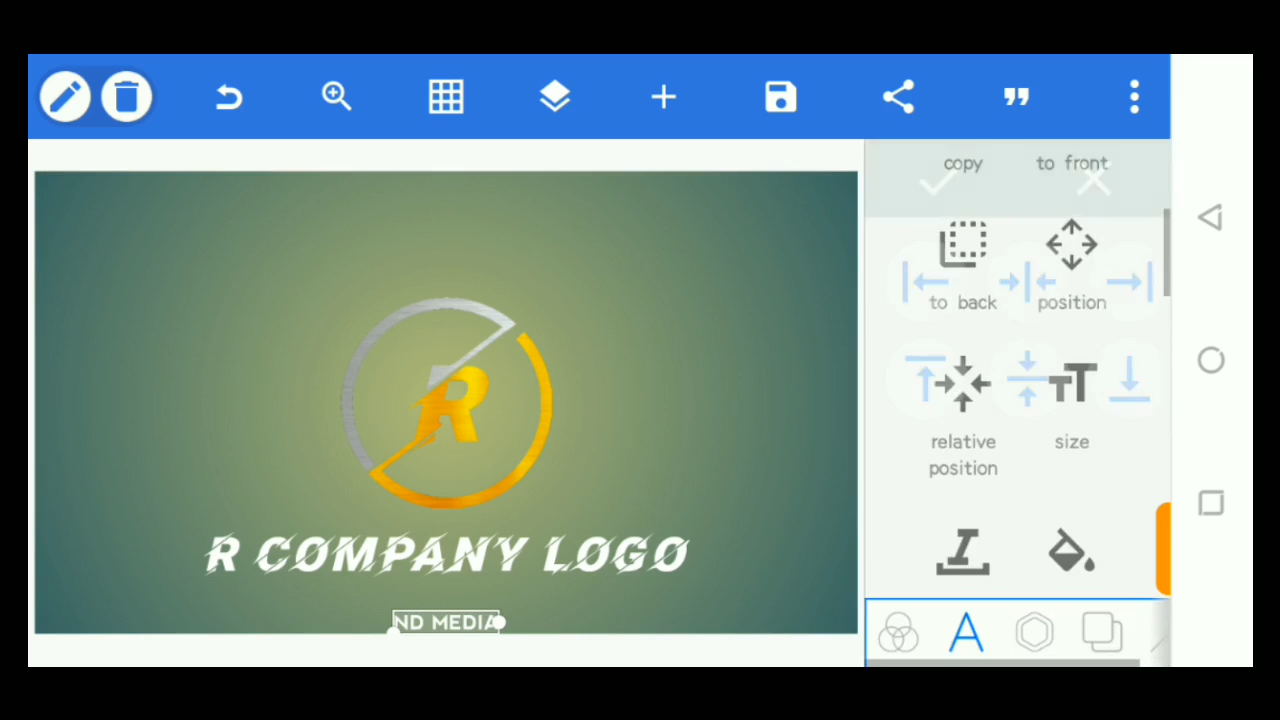 copy
to front
to back
position
relative
position
size
R
R COMPANY LOGO
ND MEDIA